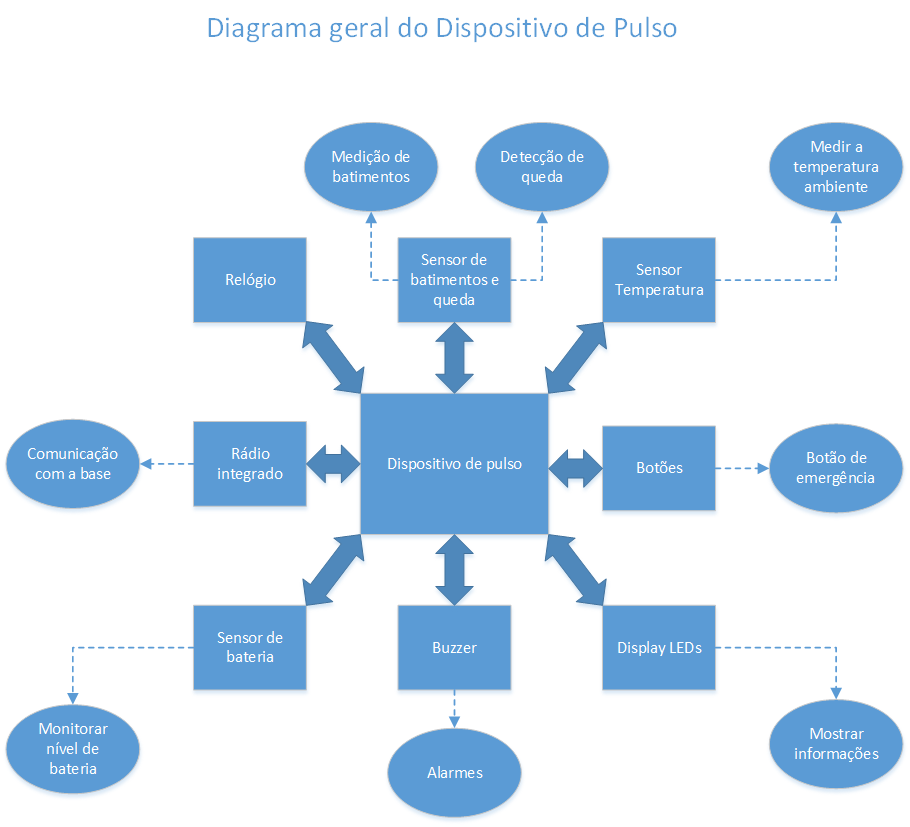 Diagrama geral do Dispositivo de Pulso
Medição de
batimentos
Detecção de
queda
Medir a
temperatura
ambiente
Relógio
Sensor de
batimentos e
queda
Sensor
Temperatura
Comunicação
com a base
Rádio
integrado
Dispositivo de pulso
Botões
Botão de
emergência
Sensor de
bateria
Buzzer
Display LEDs
Monitorar
nível de
bateria
Alarmes
Mostrar
informações